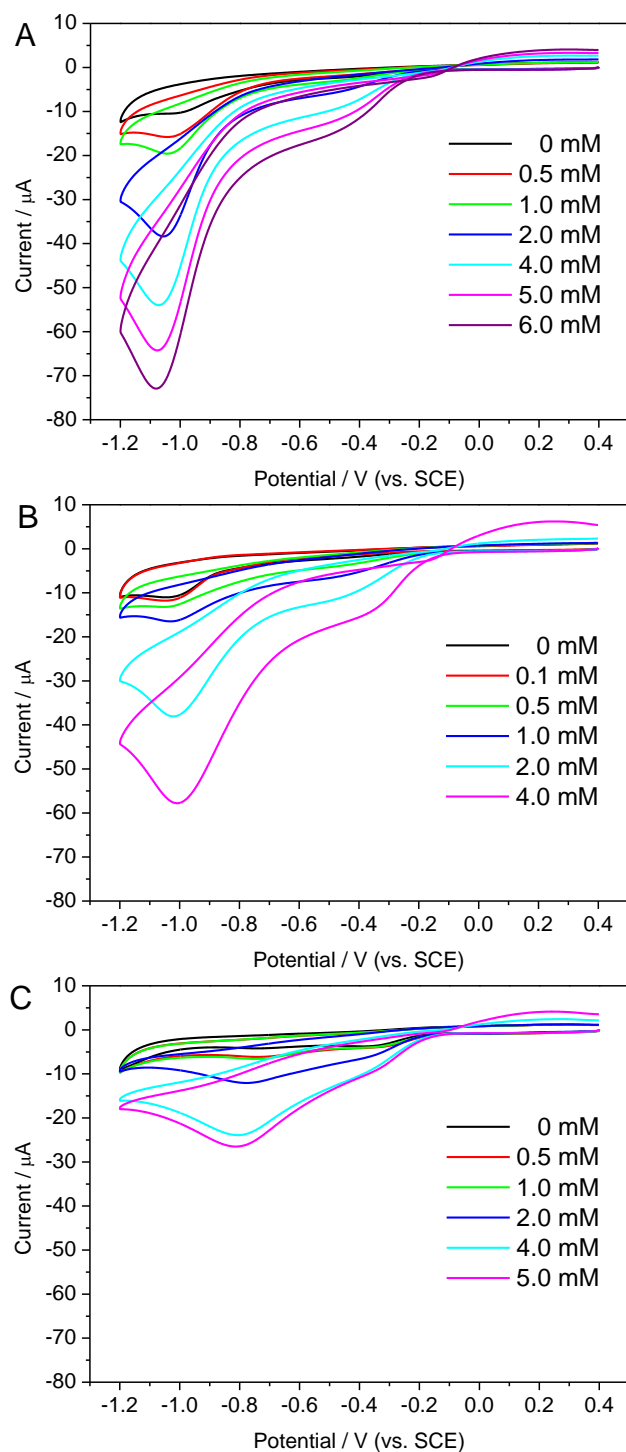 A
10
0
-10
-20
-30
-40
-50
-60
-70
-80
Current / μA
0 mM
0.5 mM
1.0 mM
2.0 mM
4.0 mM
5.0 mM
6.0 mM
-1.2 -1.0 -0.8 -0.6 -0.4 -0.2 0.0 0.2 0.4
Potential / V (vs. SCE)
B
10
0
-10
-20
-30
-40
-50
-60
-70
-80
Current / μA
0 mM
0.1 mM
0.5 mM
1.0 mM
2.0 mM
4.0 mM
-1.2 -1.0 -0.8 -0.6 -0.4 -0.2 0.0 0.2 0.4
Potential / V (vs. SCE)
C
10
0
-10
-20
-30
-40
-50
-60
-70
-80
Current / μA
0 mM
0.5 mM
1.0 mM
2.0 mM
4.0 mM
5.0 mM
-1.2 -1.0 -0.8 -0.6 -0.4 -0.2 0.0 0.2 0.4
Potential / V (vs. SCE)